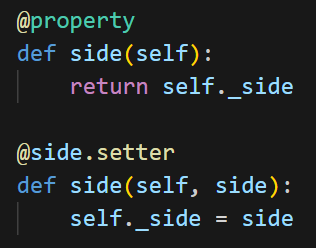 @property
def side(self):
    return self._side

@side.setter
def side(self, side):
    self._side = side